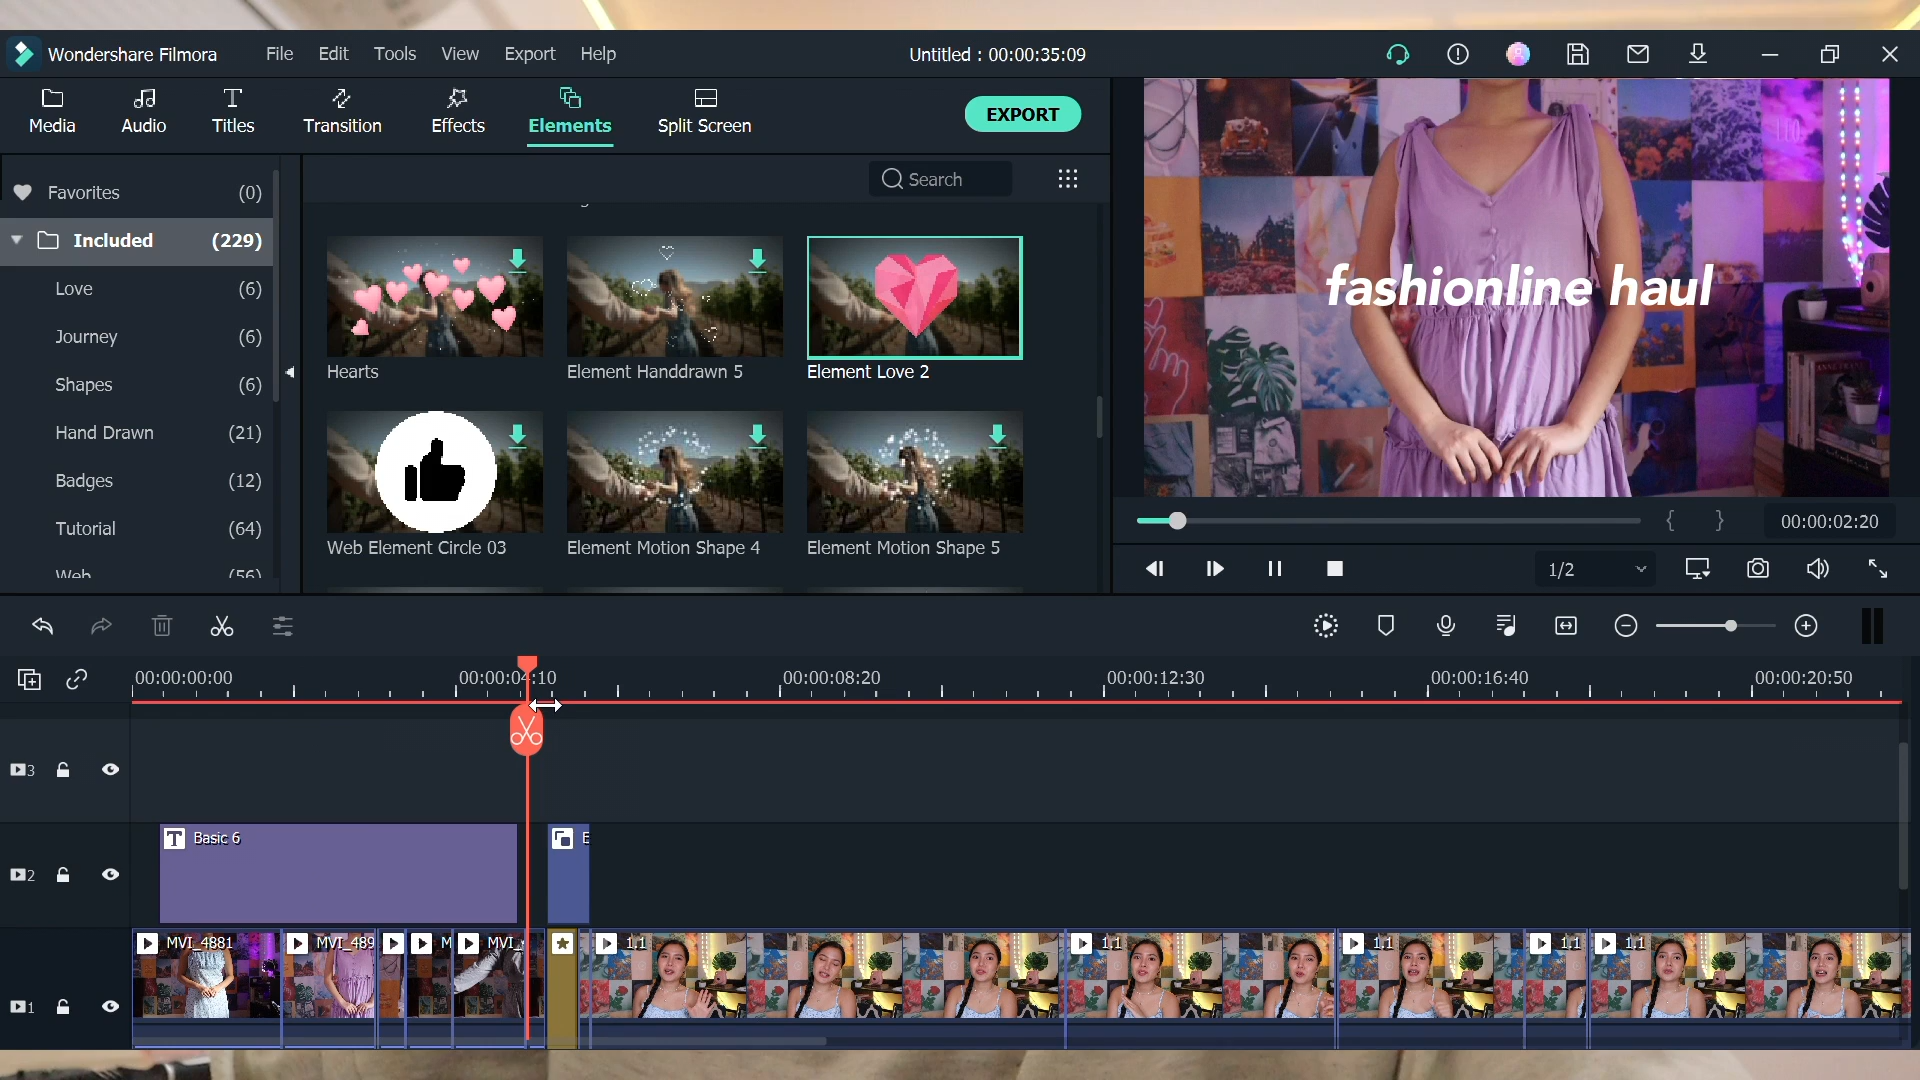 Wondershare Filmora
File Edit Tools View Export Help
Untitled : 00:00:35:09
Media Audio Titles Transition Effects Elements Split Screen
EXPORT
Favorites (0)
Included (229)
Love (6)
Journey (6)
Shapes (6)
Hand Drawn (21)
Badges (12)
Tutorial (64)
Web (56)
Search
Hearts
Element Handdrawn 5
Element Love 2
Web Element Circle 03
Element Motion Shape 4
Element Motion Shape 5
fashionline haul
{ } 00:00:02:20
1/2
00:00:00:00 00:00:04:10 00:00:08:20 00:00:12:30 00:00:16:40 00:00:20:50
3
2
T Basic 6
E
1
MVI_4881 MVI_489 M MVI_ 1.1 1.1 1.1 1.1 1.1